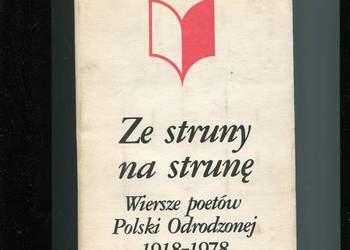 Ze struny
na strunę
Wiersze poetów
Polski Odrodzonej
1918-1978